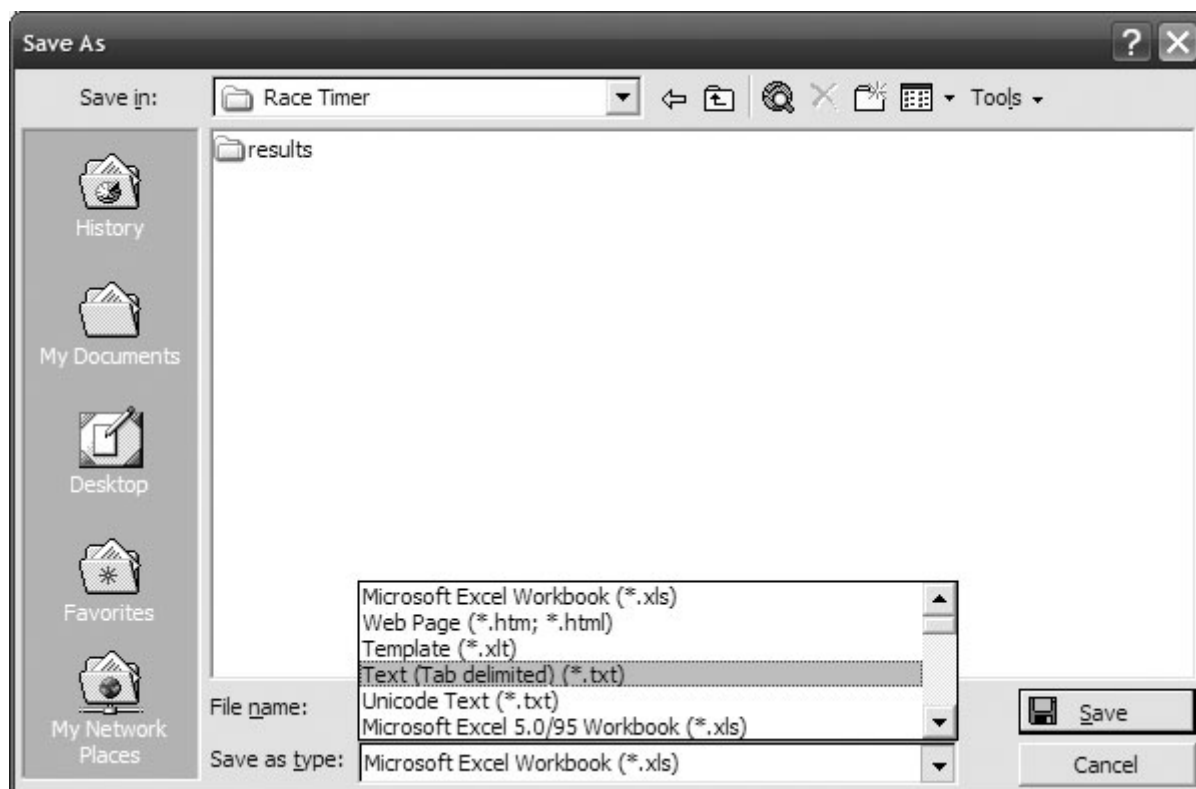 Save As
Save in:
Race Timer
Tools
results
History
My Documents
Desktop
Favorites
My Network
Places
Microsoft Excel Workbook (*.xls)
Web Page (*.htm; *.html)
Template (*.xlt)
Text (Tab delimited) (*.txt)
Unicode Text (*.txt)
Microsoft Excel 5.0/95 Workbook (*.xls)
File name:
Save
Save as type:
Microsoft Excel Workbook (*.xls)
Cancel